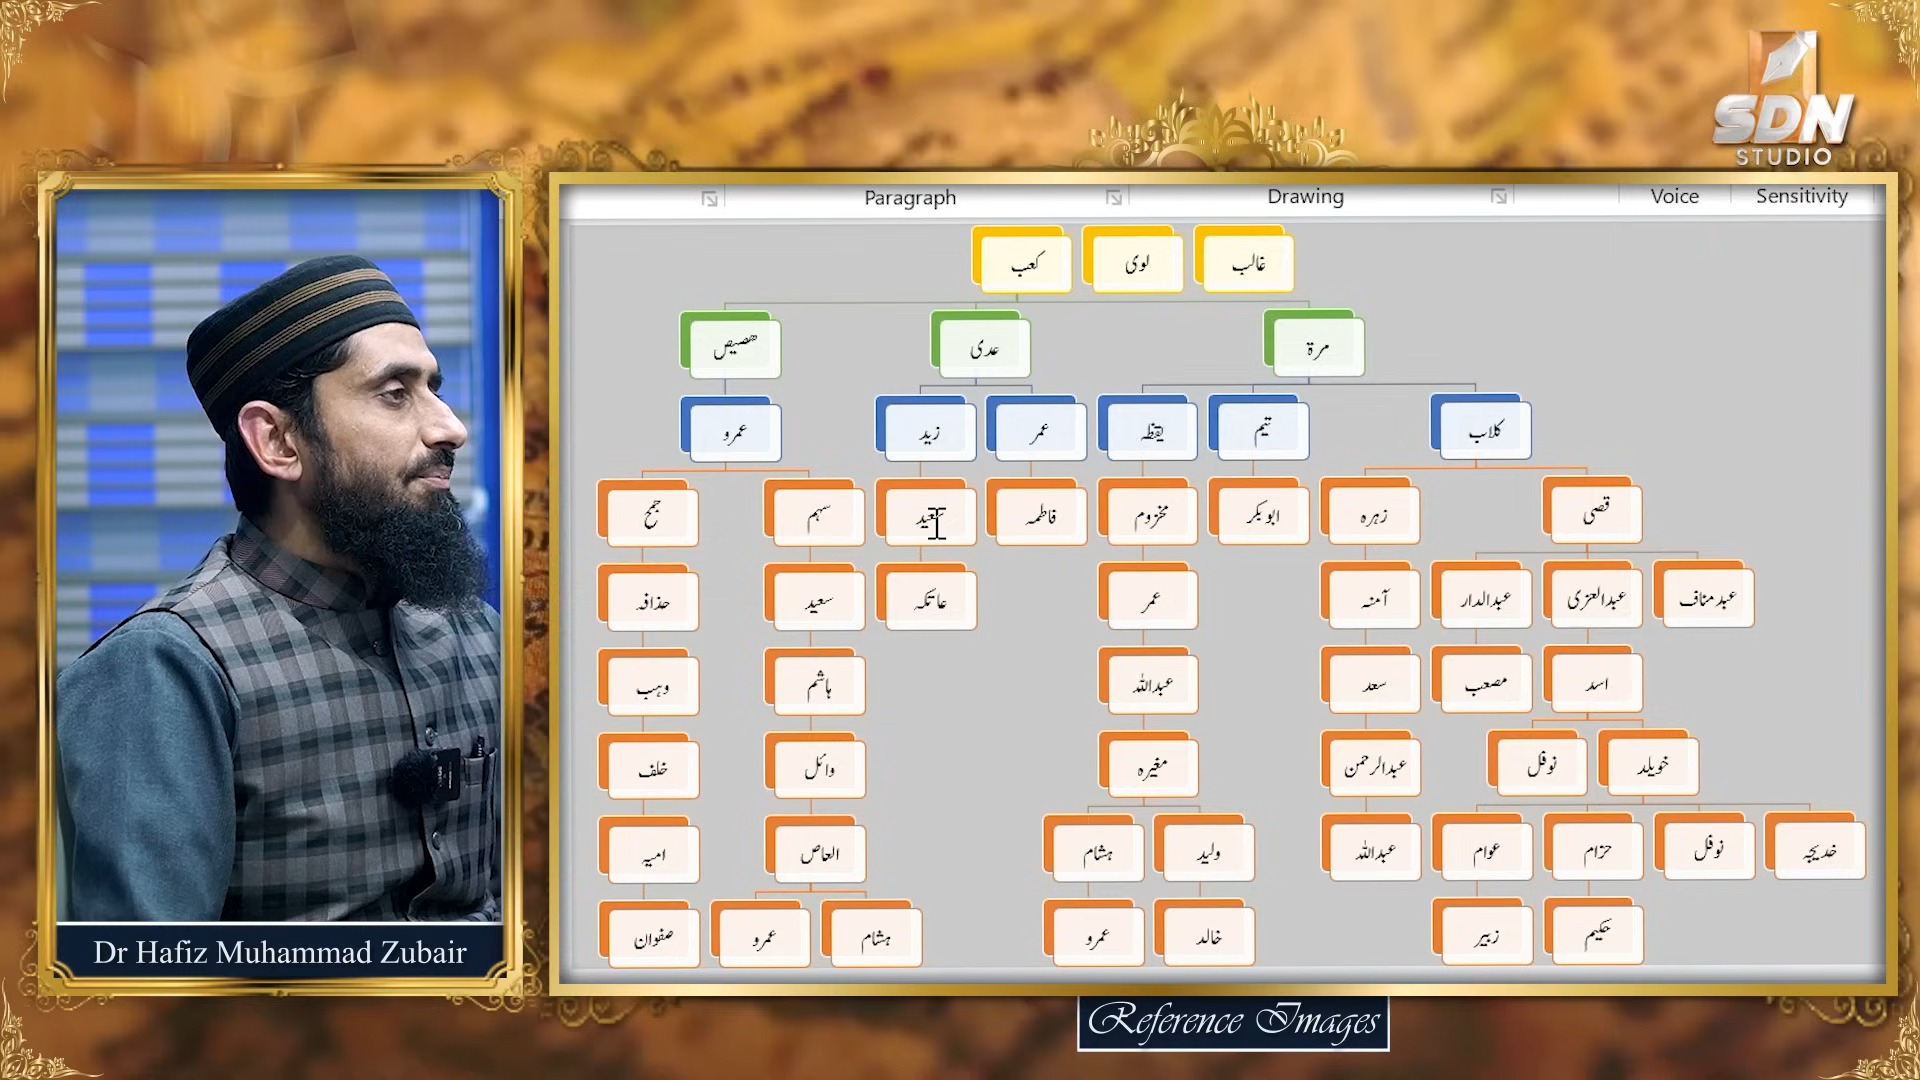 SDN
STUDIO
Paragraph Drawing Voice Sensitivity
غالب لوی کعب
مرۃ عدی ھصیص
کلاب تیم یقظہ عمر زید عمرو
قصی زہرہ ابوبکر مخزوم فاطمہ سعید سہم جمح
عبدمناف عبدالعزی عبدالدار آمنہ عمر عاتکہ سعید حذافہ
اسد مصعب سعد عبداللہ ہاشم وہب
خویلد نوفل عبدالرحمن مغیرہ وائل خلف
خدیجہ نوفل حزام عوام عبداللہ ولید ہشام العاص امیہ
حکیم زبیر خالد عمرو ہشام عمرو صفوان
Dr Hafiz Muhammad Zubair
Reference Images